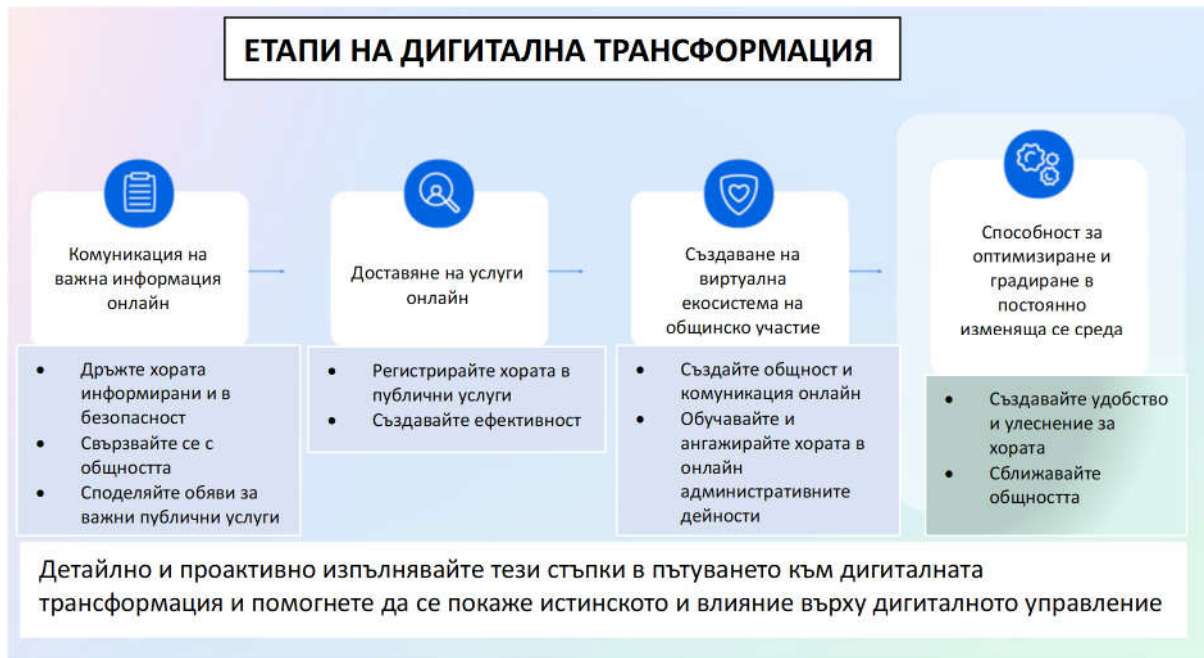 ЕТАПИ НА ДИГИТАЛНА ТРАНСФОРМАЦИЯ
Комуникация на
важна информация
онлайн
• Дръжте хората
информирани и в
безопасност
• Свързвайте се с
общността
• Споделяйте обяви за
важни публични услуги
Доставяне на услуги
онлайн
• Регистрирайте хората в
публични услуги
• Създавайте ефективност
Създаване на
виртуална
екосистема на
общинско участие
• Създайте общност и
комуникация онлайн
• Обучавайте и
ангажирайте хората в
онлайн
административните
дейности
Способност за
оптимизиране и
градиране в
постоянно
изменяща се среда
• Създавайте удобство
и улеснение за
хората
• Сближавайте
общността
Детайлно и проактивно изпълнявайте тези стъпки в пътуването към дигиталната
трансформация и помогнете да се покаже истинското и влияние върху дигиталното управление